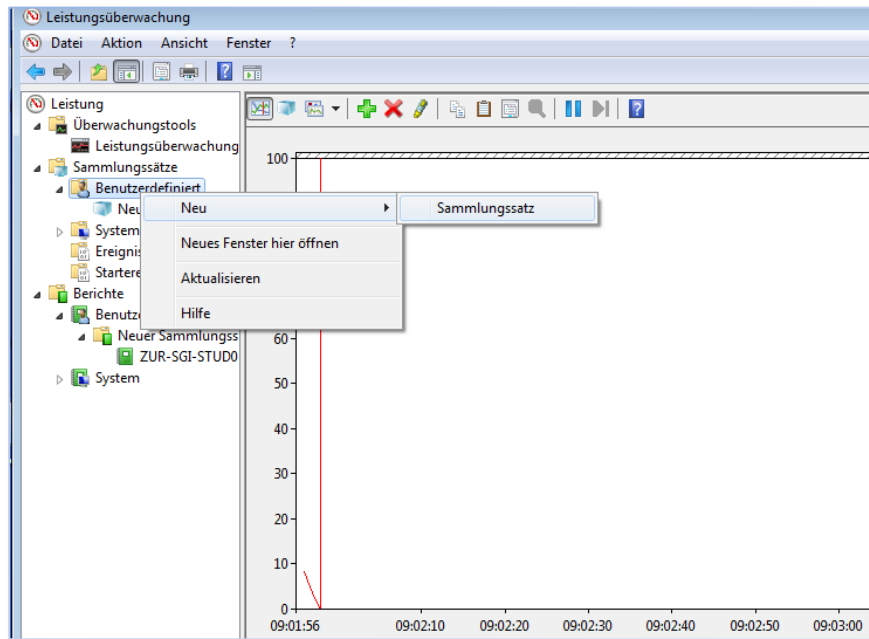 Leistungsüberwachung
Datei Aktion Ansicht Fenster ?
Leistung
Überwachungstools
Leistungsüberwachung
Sammlungssätze
Benutzerdefiniert
Neu
System
Ereignis
Startere
Berichte
Benutze
Neuer Sammlungss
ZUR-SGI-STUD0
System
Neu
Sammlungssatz
Neues Fenster hier öffnen
Aktualisieren
Hilfe
100
60
50
40
30
20
10
0
09:01:56 09:02:10 09:02:20 09:02:30 09:02:40 09:02:50 09:03:00